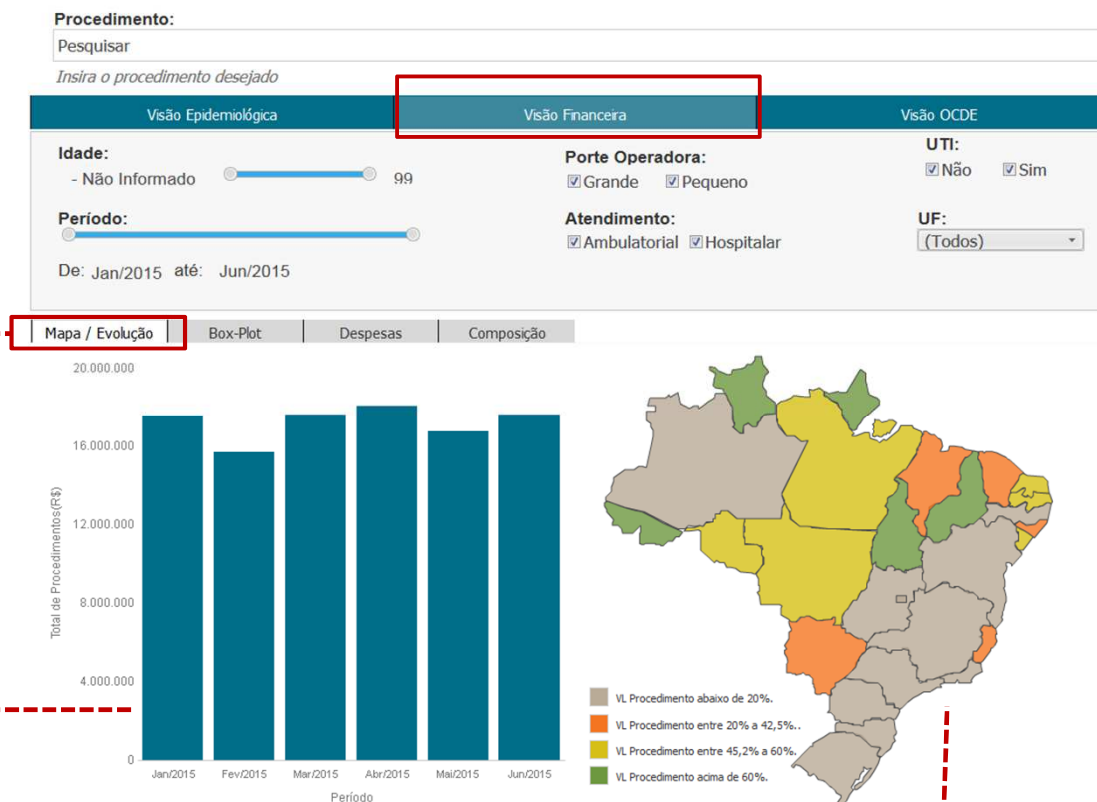 Procedimento:
Pesquisar
Insira o procedimento desejado
Visão Epidemiológica
Visão Financeira
Visão OCDE
Idade:
- Não Informado
99
Porte Operadora:
Grande Pequeno
UTI:
Não Sim
Período:
De: Jan/2015 até: Jun/2015
Atendimento:
Ambulatorial Hospitalar
UF:
(Todos)
Mapa / Evolução
Box-Plot
Despesas
Composição
Total de Procedimentos(R$)
20.000.000
16.000.000
12.000.000
8.000.000
4.000.000
0
Jan/2015 Fev/2015 Mar/2015 Abr/2015 Mai/2015 Jun/2015
Período
VL Procedimento abaixo de 20%.
VL Procedimento entre 20% a 42,5%..
VL Procedimento entre 45,2% a 60%.
VL Procedimento acima de 60%.